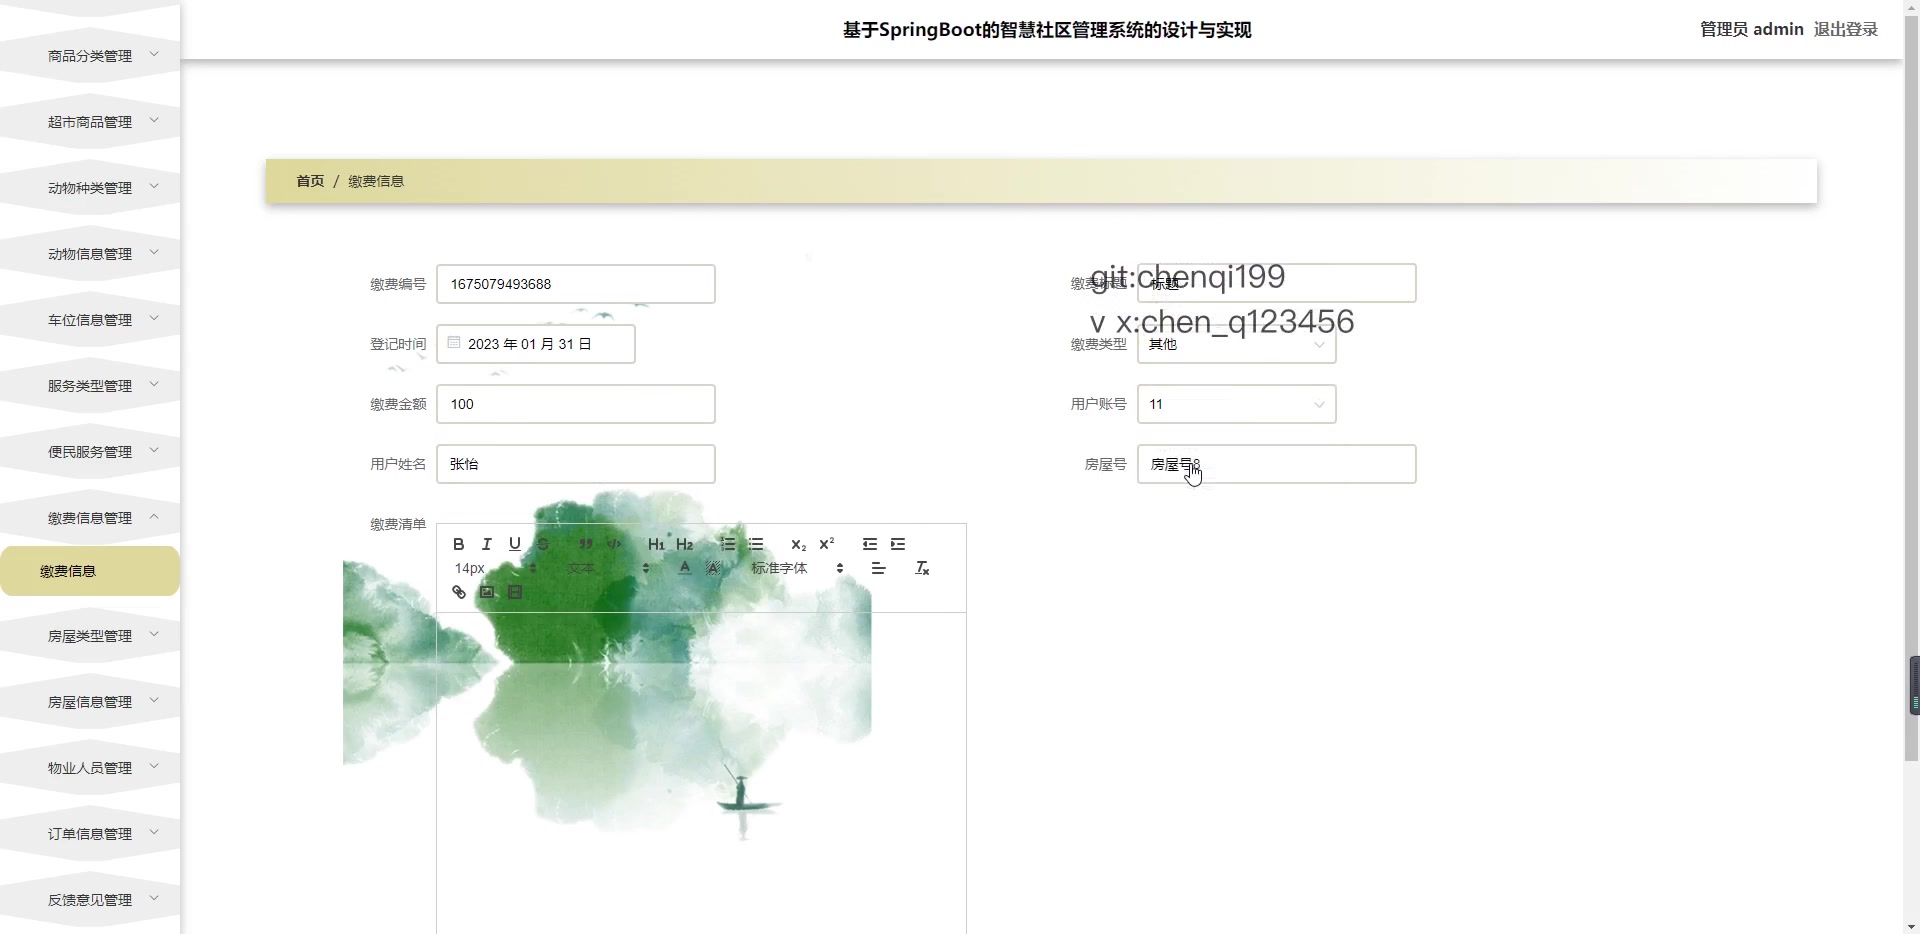 基于SpringBoot的智慧社区管理系统的设计与实现
管理员 admin 退出登录
商品分类管理
超市商品管理
动物种类管理
动物信息管理
车位信息管理
服务类型管理
便民服务管理
缴费信息管理
缴费信息
房屋类型管理
房屋信息管理
物业人员管理
订单信息管理
反馈意见管理
首页 / 缴费信息
缴费编号 1675079493688
缴费标题 标题
git:chenqi199
v x:chen_q123456
登记时间 2023 年 01 月 31 日
缴费类型 其他
缴费金额 100
用户账号 11
用户姓名 张怡
房屋号 房屋号8
缴费清单
B I U S H1 H2 X2 X2
14px 文本 A A 标准字体 Tx